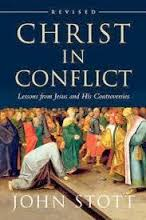 REVISED
CHRIST
IN
CONFLICT
Lessons from Jesus and His Controversies
JOHN STOTT